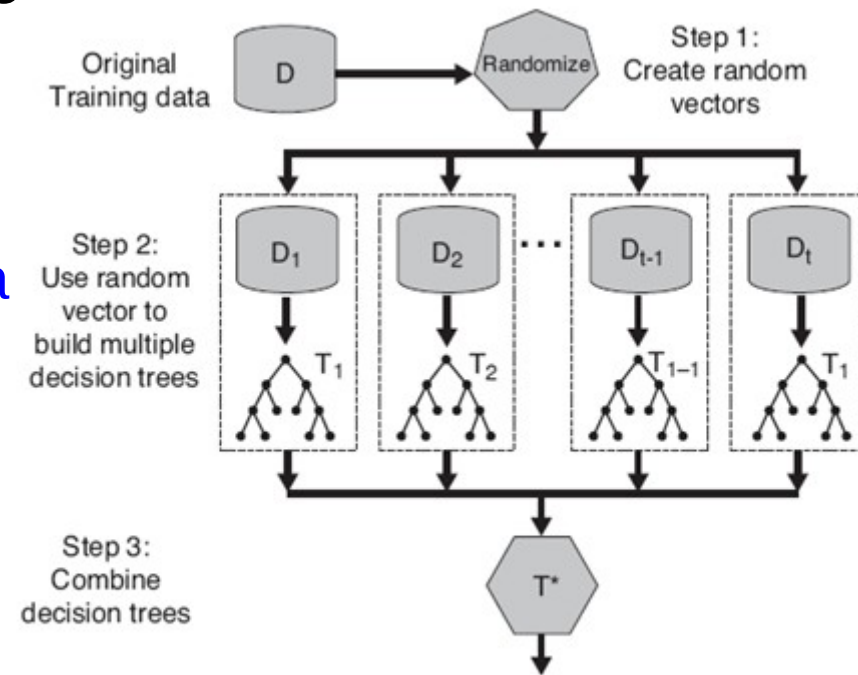 Original
Training data
D
Randomize
Step 1:
Create random
vectors
Step 2:
Use random
vector to
build multiple
decision trees
a
D1
D2
...
Dt-1
Dt
T1
T2
T1–1
T1
Step 3:
Combine
decision trees
T*